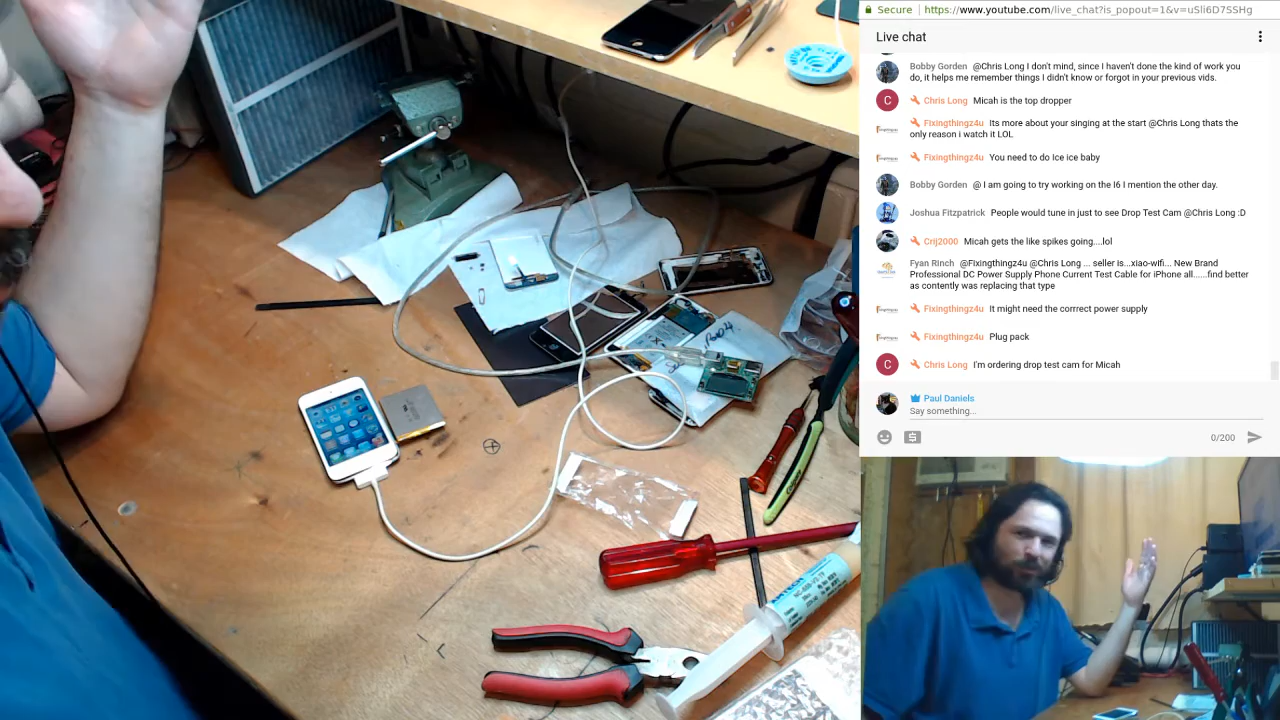 Secure https://www.youtube.com/live_chat?is_popout=1&v=uSli6D7SSHg
Live chat
Bobby Gorden @Chris Long I don't mind, since I haven't done the kind of work you
do, it helps me remember things I didn't know or forgot in your previous vids.
C Chris Long Micah is the top dropper
Fixingthingz4u Its more about your singing at the start @Chris Long thats the
only reason i watch it LOL
Fixingthingz4u You need to do Ice ice baby
Bobby Gorden @ I am going to try working on the I6 I mention the other day.
Joshua Fitzpatrick People would tune in just to see Drop Test Cam @Chris Long :D
Crij2000 Micah gets the like spikes going....lol
Fyan Rinch @Fixingthingz4u @Chris Long ... seller is...xiao-wifi... New Brand
Professional DC Power Supply Phone Current Test Cable for iPhone all......find better
as contently was replacing that type
Fixingthingz4u It might need the corrrect power supply
Fixingthingz4u Plug pack
C Chris Long I'm ordering drop test cam for Micah
Paul Daniels
Say something...
0/200